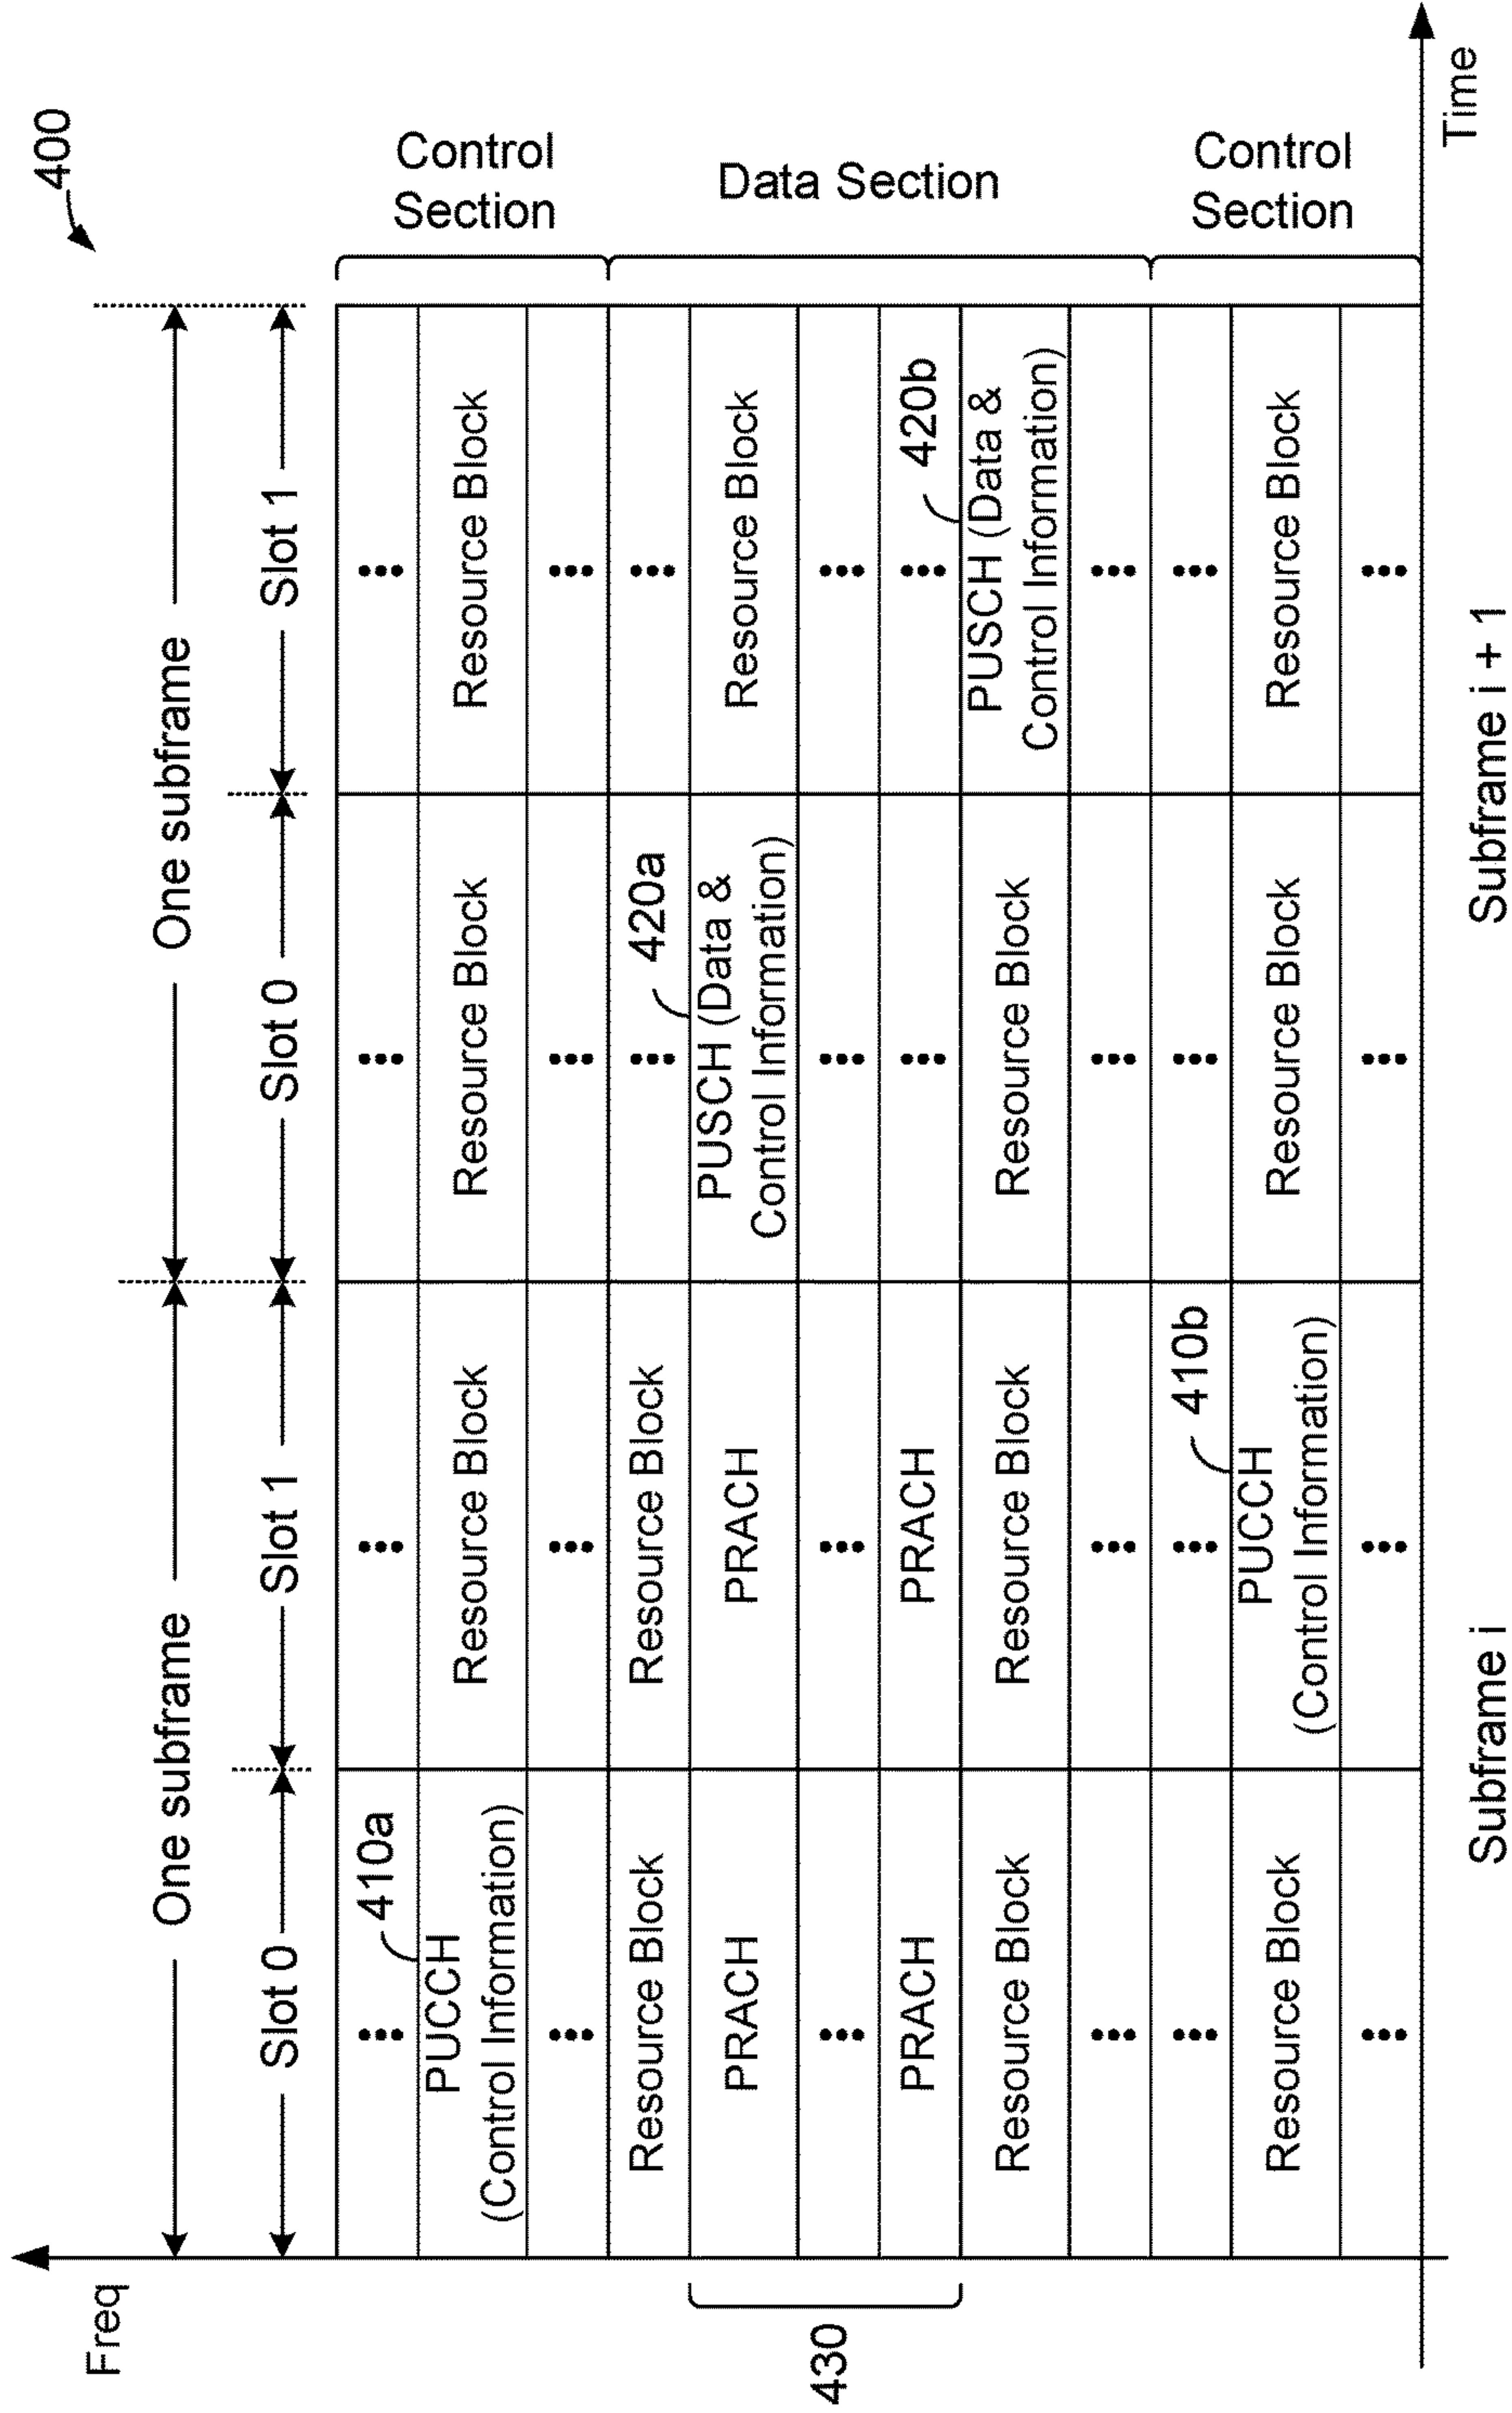 400
Freq
One subframe
One subframe
Slot 0
Slot 1
Slot 0
Slot 1
•••
410a
•••
•••
•••
PUCCH
(Control Information)
Resource Block
Resource Block
Resource Block
•••
•••
•••
•••
Control
Section
Resource Block
Resource Block
•••
420a
•••
PRACH
PRACH
PUSCH (Data &
Control Information)
Resource Block
•••
•••
•••
•••
PRACH
PRACH
•••
•••
420b
430
Resource Block
Resource Block
Resource Block
PUSCH (Data &
Control Information)
•••
•••
•••
•••
Data Section
•••
•••
410b
•••
•••
Resource Block
PUCCH
(Control Information)
Resource Block
Resource Block
•••
•••
•••
•••
Control
Section
Time
Subframe i
Subframe i + 1